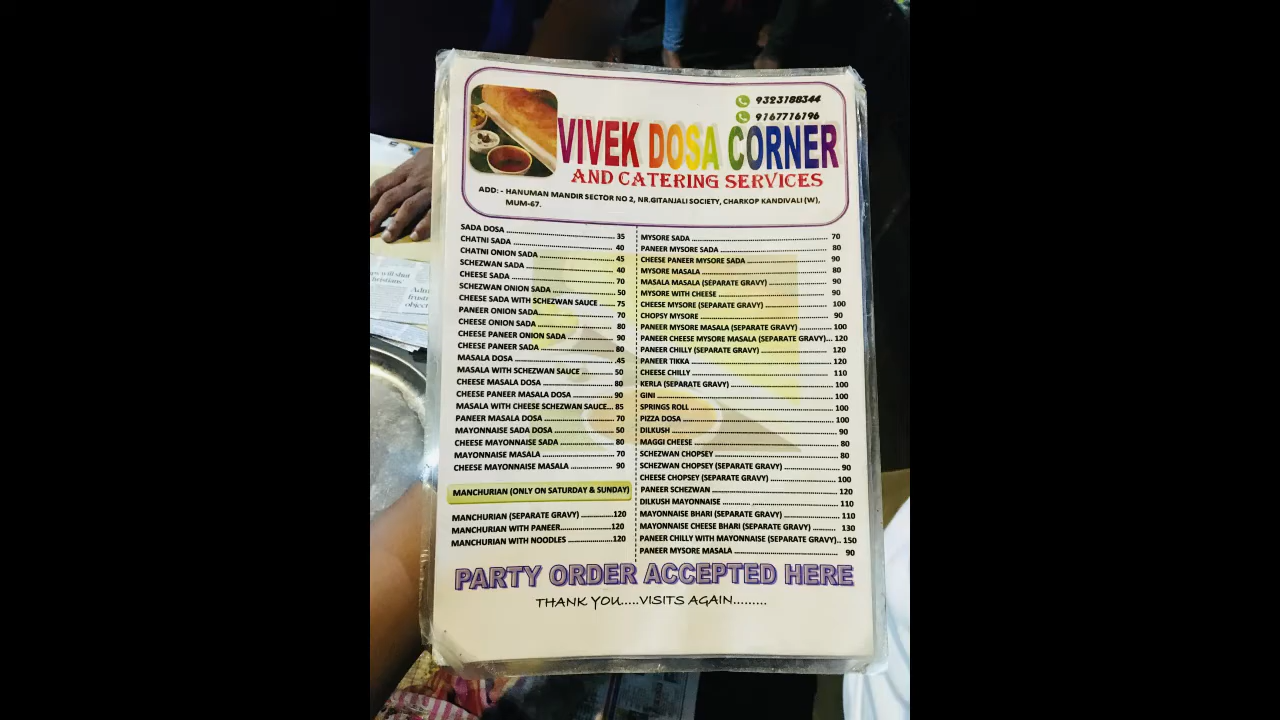 9323188344
9167716196
VIVEK DOSA CORNER
AND CATERING SERVICES
ADD: - HANUMAN MANDIR SECTOR NO 2, NR.GITANJALI SOCIETY, CHARKOP KANDIVALI (W),
MUM-67.
SADA DOSA 35
CHATNI SADA 40
CHATNI ONION SADA 45
SCHEZWAN SADA 40
CHEESE SADA 70
SCHEZWAN ONION SADA 50
CHEESE SADA WITH SCHEZWAN SAUCE 75
PANEER ONION SADA 70
CHEESE ONION SADA 80
CHEESE PANEER ONION SADA 90
CHEESE PANEER SADA 80
MASALA DOSA 45
MASALA WITH SCHEZWAN SAUCE 50
CHEESE MASALA DOSA 80
CHEESE PANEER MASALA DOSA 90
MASALA WITH CHEESE SCHEZWAN SAUCE... 85
PANEER MASALA DOSA 70
MAYONNAISE SADA DOSA 50
CHEESE MAYONNAISE SADA 80
MAYONNAISE MASALA 70
CHEESE MAYONNAISE MASALA 90
MANCHURIAN (ONLY ON SATURDAY & SUNDAY)
MANCHURIAN (SEPARATE GRAVY) 120
MANCHURIAN WITH PANEER 120
MANCHURIAN WITH NOODLES 120
MYSORE SADA 70
PANEER MYSORE SADA 80
CHEESE PANEER MYSORE SADA 90
MYSORE MASALA 80
MASALA MASALA (SEPARATE GRAVY) 90
MYSORE WITH CHEESE 90
CHEESE MYSORE (SEPARATE GRAVY) 100
CHOPSY MYSORE 90
PANEER MYSORE MASALA (SEPARATE GRAVY) 100
PANEER CHEESE MYSORE MASALA (SEPARATE GRAVY)... 120
PANEER CHILLY (SEPARATE GRAVY) 120
PANEER TIKKA 120
CHEESE CHILLY 110
KERLA (SEPARATE GRAVY) 100
GINI 100
SPRINGS ROLL 100
PIZZA DOSA 100
DILKUSH 90
MAGGI CHEESE 80
SCHEZWAN CHOPSEY 80
SCHEZWAN CHOPSEY (SEPARATE GRAVY) 90
CHEESE CHOPSEY (SEPARATE GRAVY) 100
PANEER SCHEZWAN 120
DILKUSH MAYONNAISE 110
MAYONNAISE BHARI (SEPARATE GRAVY) 110
MAYONNAISE CHEESE BHARI (SEPARATE GRAVY) 130
PANEER CHILLY WITH MAYONNAISE (SEPARATE GRAVY).. 150
PANEER MYSORE MASALA 90
PARTY ORDER ACCEPTED HERE
THANK YOU.....VISITS AGAIN.........